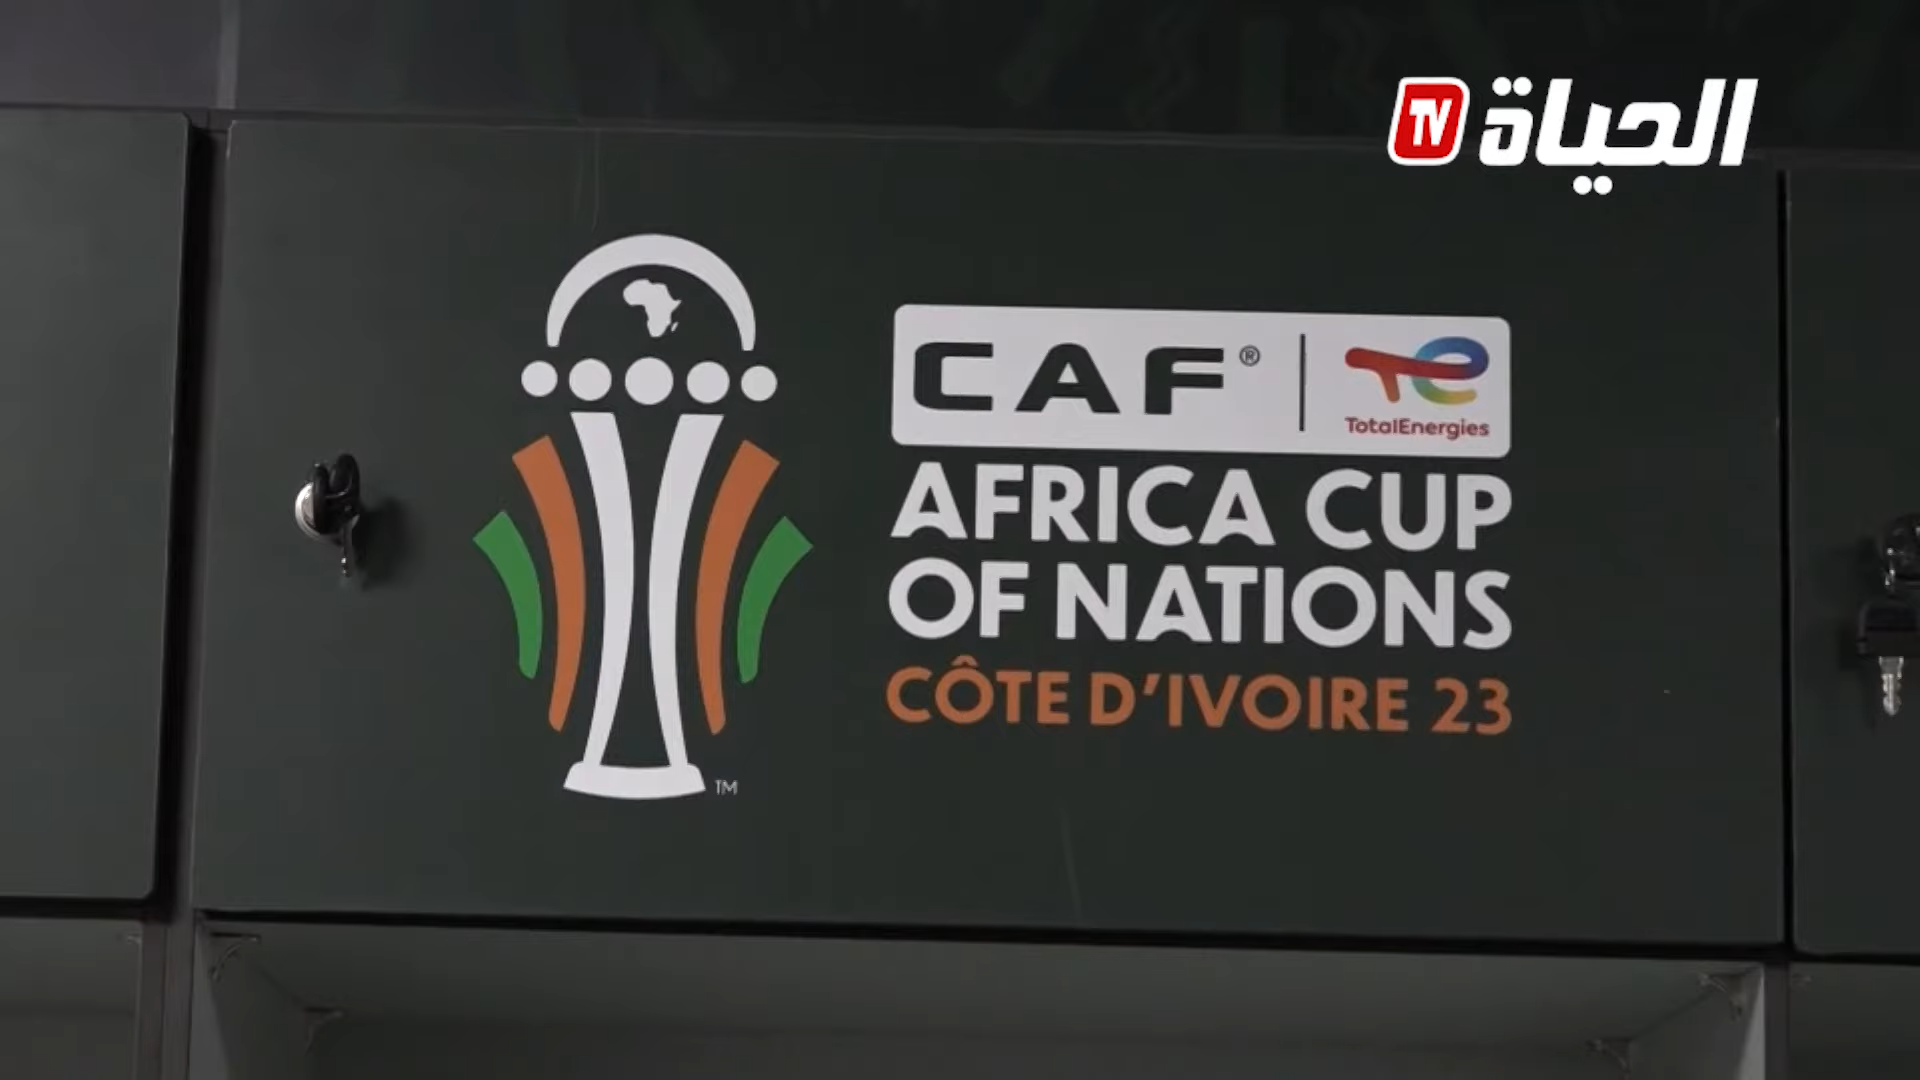 TV الحياة
CAF® | TotalEnergies
AFRICA CUP
OF NATIONS
CÔTE D'IVOIRE 23
TM